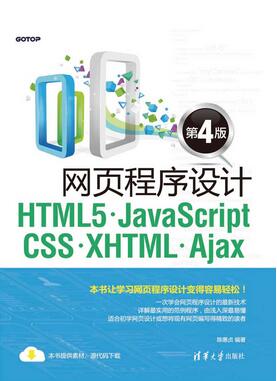 GOTOP
第4版
网页程序设计
HTML5·JavaScript
CSS·XHTML·Ajax
本书让学习网页程序设计变得容易轻松！
一次学会网页程序设计的最新技术
详解最实用的范例程序，由浅入深最易懂
适合初学网页设计或想将现有网页编写得精致的读者
本书提供素材、源代码下载
陈惠贞 编著
清华大学出版社